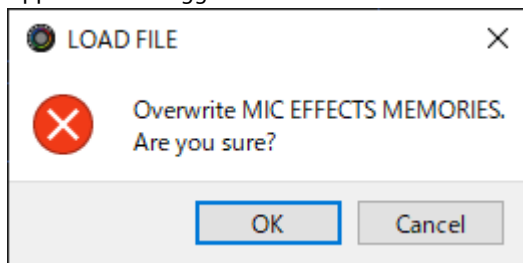 LOAD FILE
Overwrite MIC EFFECTS MEMORIES.
Are you sure?
OK
Cancel